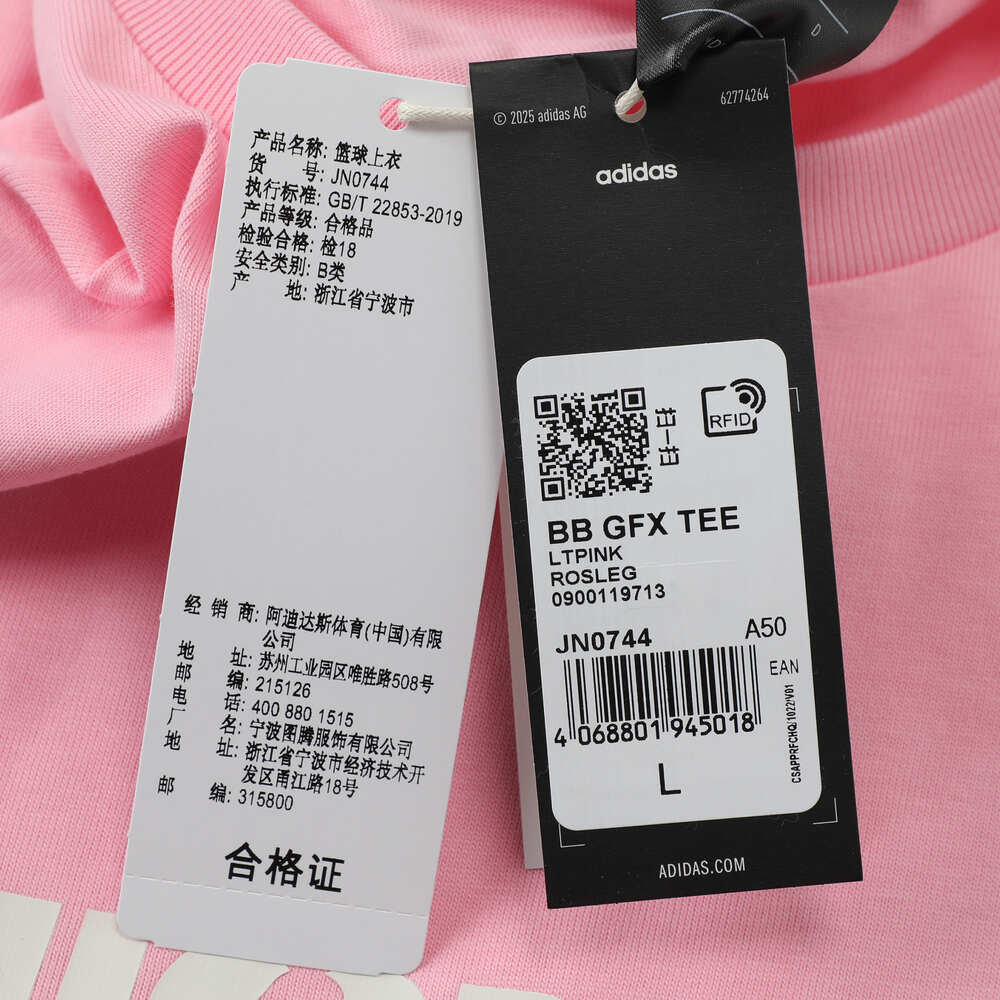 产品名称: 篮球上衣
货 号: JN0744
执行标准: GB/T 22853-2019
产品等级: 合格品
检验合格: 检18
安全类别: B类
产 地: 浙江省宁波市
经 销 商: 阿迪达斯体育(中国)有限
公司
地 址: 苏州工业园区唯胜路508号
邮 编: 215126
电 话: 400 880 1515
厂 名: 宁波图腾服饰有限公司
地 址: 浙江省宁波市经济技术开
发区甬江路18号
邮 编: 315800
合格证
© 2025 adidas AG
62774264
adidas
扫一扫
RFID
BB GFX TEE
LTPINK
ROSLEG
0900119713
JN0744
A50
EAN
4 068801 945018
CSAPPRFCHQ/1022/V01
L
ADIDAS.COM